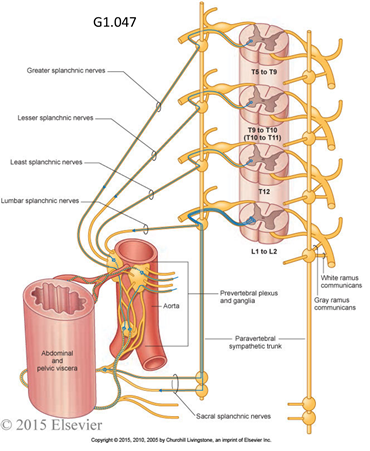 G1.047
Greater splanchnic nerves
T5 to T9
Lesser splanchnic nerves
T9 to T10
(T10 to T11)
Least splanchnic nerves
T12
Lumbar splanchnic nerves
L1 to L2
White ramus
communicans
Gray ramus
communicans
Prevertebral plexus
and ganglia
Aorta
Paravertebral
sympathetic trunk
Abdominal
and
pelvic viscera
Sacral splanchnic nerves
© 2015 Elsevier
Copyright © 2015, 2010, 2005 by Churchill Livingstone, an imprint of Elsevier Inc.